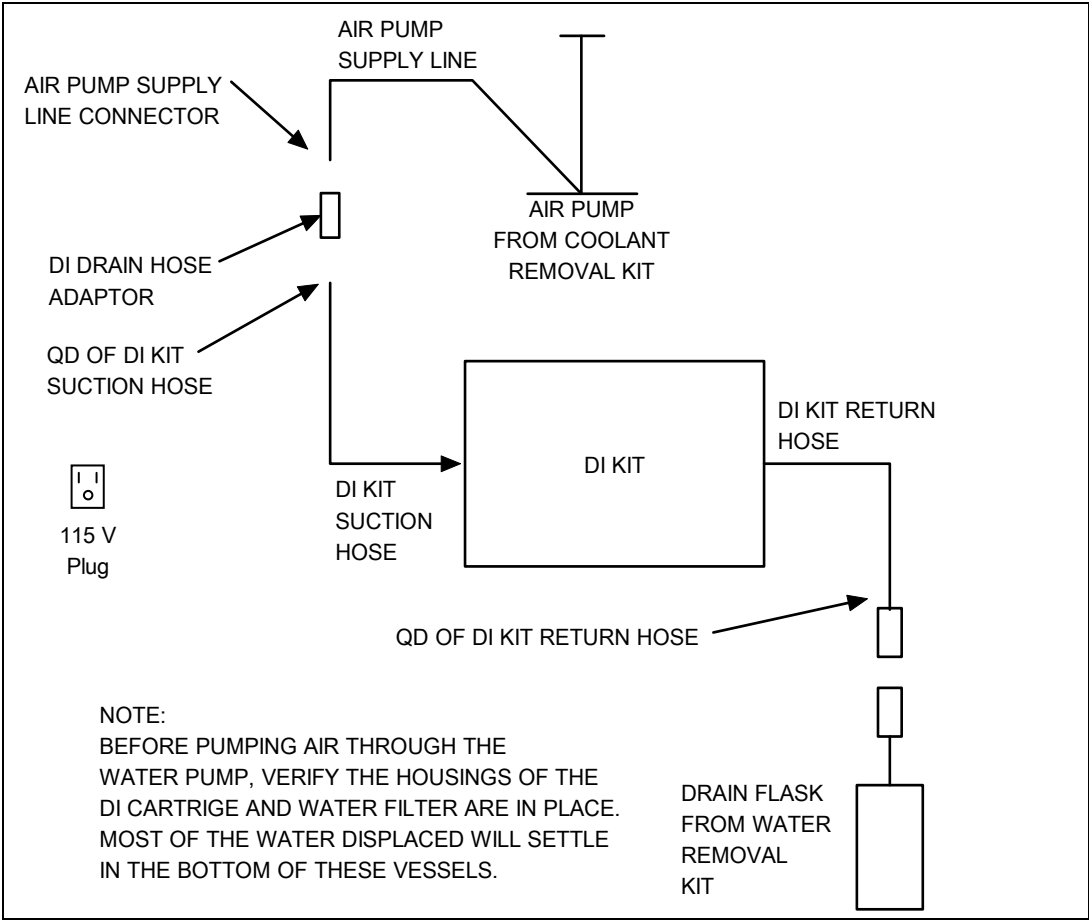 AIR PUMP
SUPPLY LINE
AIR PUMP SUPPLY
LINE CONNECTOR
AIR PUMP
FROM COOLANT
REMOVAL KIT
DI DRAIN HOSE
ADAPTOR
QD OF DI KIT
SUCTION HOSE
DI KIT RETURN
HOSE
DI KIT
DI KIT
SUCTION
HOSE
115 V
Plug
QD OF DI KIT RETURN HOSE
NOTE:
BEFORE PUMPING AIR THROUGH THE
WATER PUMP, VERIFY THE HOUSINGS OF THE
DI CARTRIGE AND WATER FILTER ARE IN PLACE.
MOST OF THE WATER DISPLACED WILL SETTLE
IN THE BOTTOM OF THESE VESSELS.
DRAIN FLASK
FROM WATER
REMOVAL
KIT